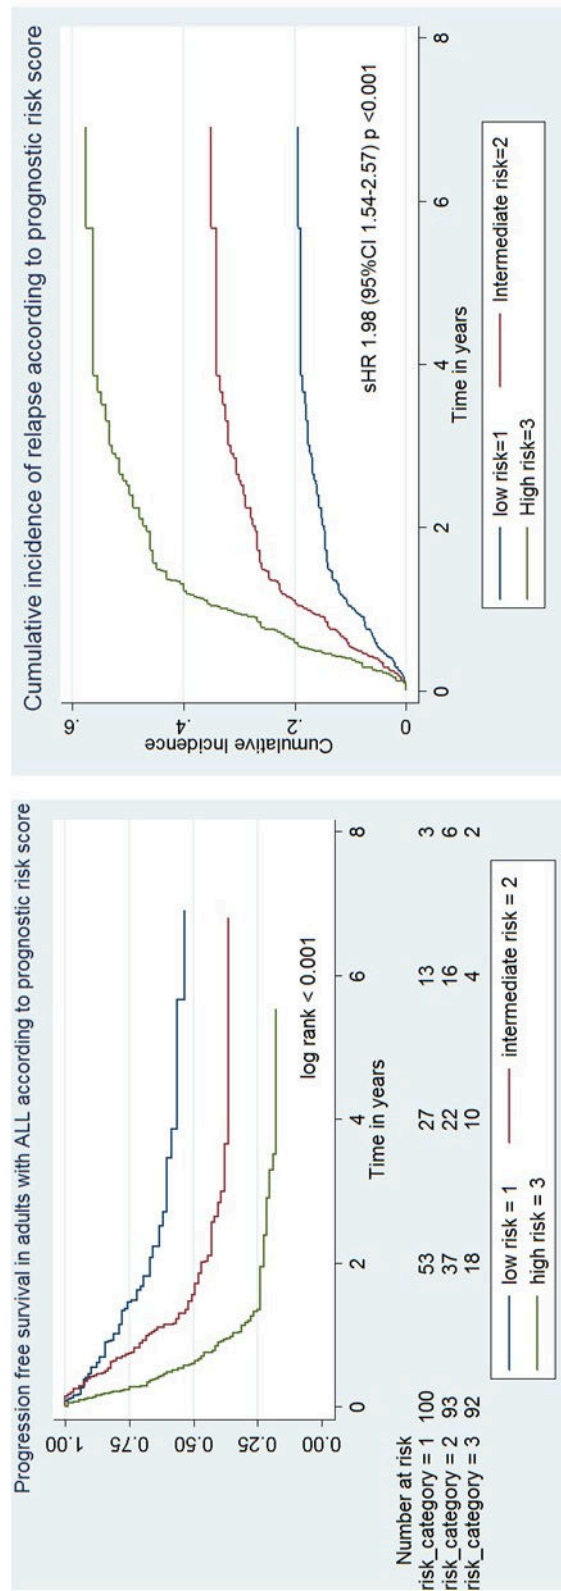 Progression free survival in adults with ALL according to prognostic risk score
1.00
0.75
0.50
0.25
0.00
log rank < 0.001
0 2 4 6 8
Time in years
Number at risk
risk_category = 1 100 53 27 13 3
risk_category = 2 93 37 22 16 6
risk_category = 3 92 18 10 4 2
low risk = 1 intermediate risk = 2
high risk = 3
Cumulative incidence of relapse according to prognostic risk score
Cumulative Incidence
.6
.4
.2
0
sHR 1.98 (95%CI 1.54-2.57) p <0.001
0 2 4 6 8
Time in years
low risk=1 Intermediate risk=2
High risk=3